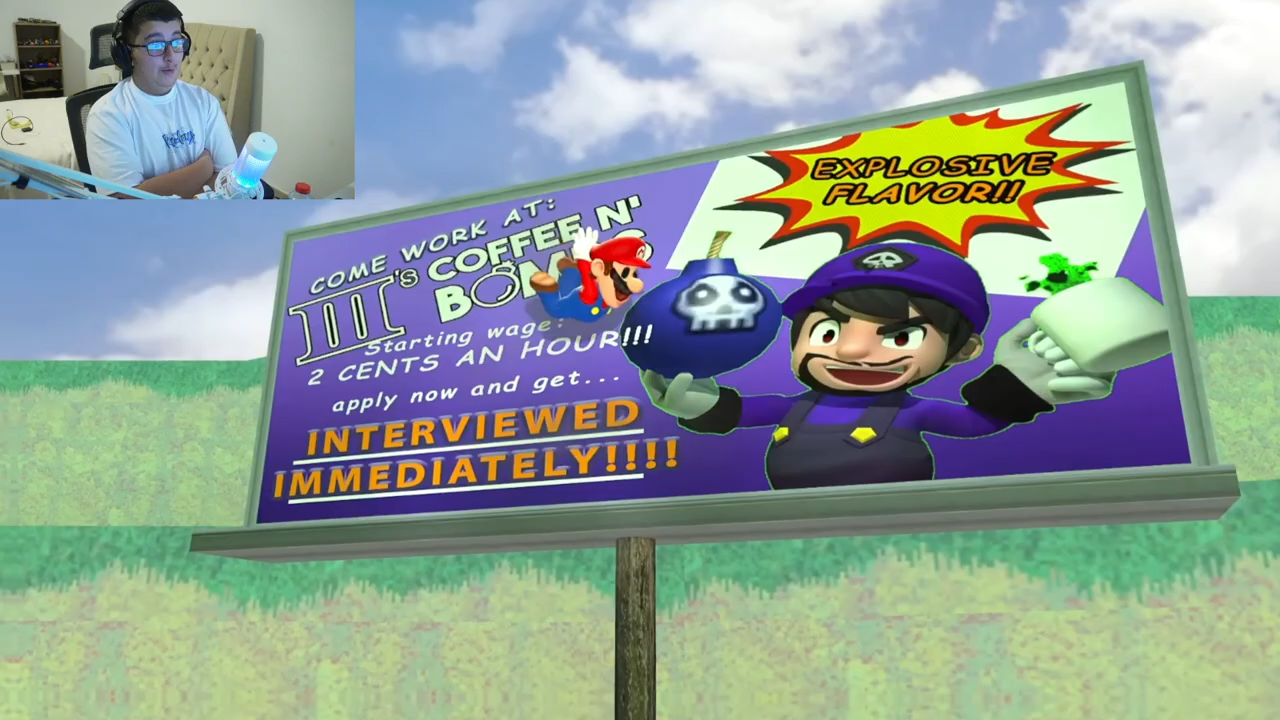 COME WORK AT:
III'S COFFEE N'
Starting wage:
2 CENTS AN HOUR!!!
apply now and get...
INTERVIEWED
IMMEDIATELY!!!!
EXPLOSIVE
FLAVOR!!